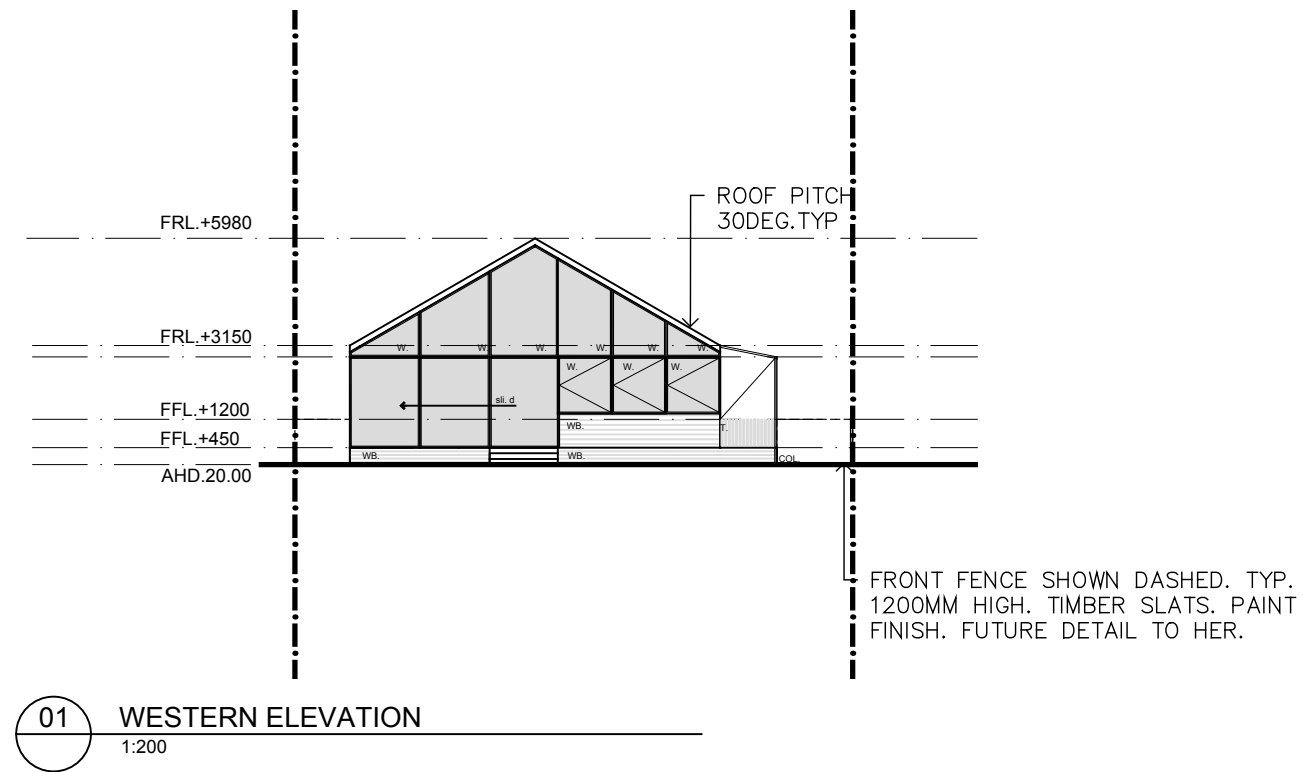 ROOF PITCH
30DEG.TYP
FRL.+5980
FRL.+3150
W. W. W. W. W. W.
W. W. W.
sli. d
FFL.+1200
WB. T.
FFL.+450
WB. WB. COL.
AHD.20.00
FRONT FENCE SHOWN DASHED. TYP.
1200MM HIGH. TIMBER SLATS. PAINT
FINISH. FUTURE DETAIL TO HER.
01 WESTERN ELEVATION
1:200